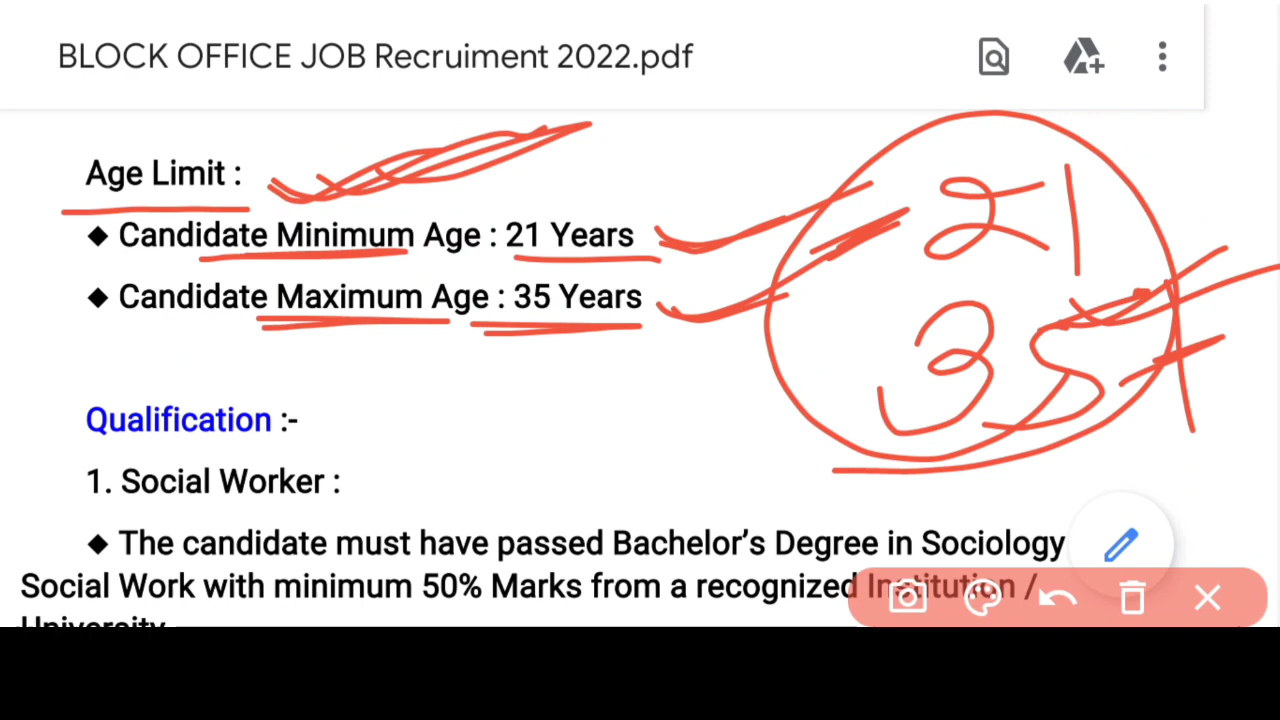 BLOCK OFFICE JOB Recruiment 2022.pdf
Age Limit :
◆ Candidate Minimum Age : 21 Years
◆ Candidate Maximum Age : 35 Years
21
35
Qualification :-
1. Social Worker :
◆ The candidate must have passed Bachelor's Degree in Sociology
Social Work with minimum 50% Marks from a recognized Institution /
University